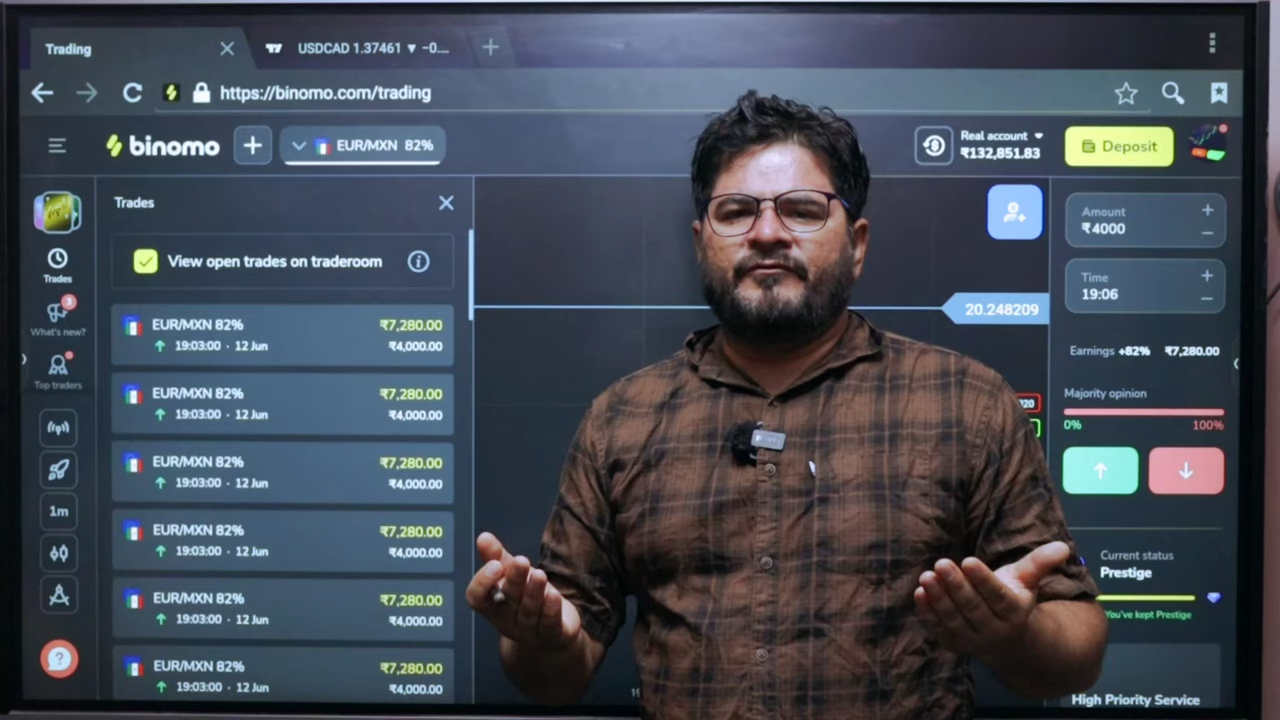 Trading
USDCAD 1.37461 ▼ −0....
https://binomo.com/trading
binomo
EUR/MXN 82%
Real account
₹132,851.83
Deposit
Trades
View open trades on traderoom
Trades
What's new?
3
Top traders
1m
EUR/MXN 82% ₹7,280.00
19:03:00 · 12 Jun ₹4,000.00
EUR/MXN 82% ₹7,280.00
19:03:00 · 12 Jun ₹4,000.00
EUR/MXN 82% ₹7,280.00
19:03:00 · 12 Jun ₹4,000.00
EUR/MXN 82% ₹7,280.00
19:03:00 · 12 Jun ₹4,000.00
EUR/MXN 82% ₹7,280.00
19:03:00 · 12 Jun ₹4,000.00
EUR/MXN 82% ₹7,280.00
19:03:00 · 12 Jun ₹4,000.00
20.248209
Amount
₹4000
Time
19:06
Earnings +82% ₹7,280.00
Majority opinion
0% 100%
Current status
Prestige
You've kept Prestige
High Priority Service